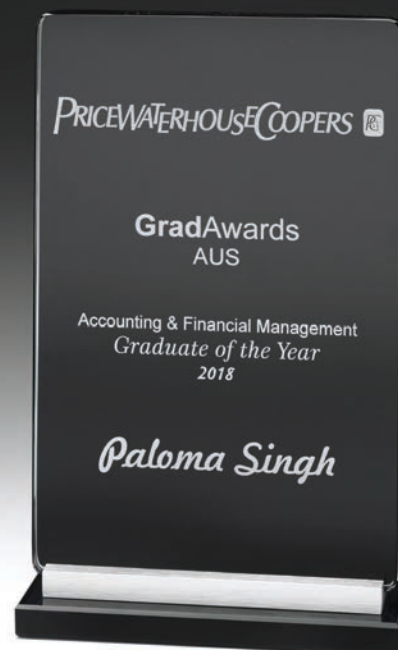 PRICEWATERHOUSECOOPERS
GradAwards
AUS
Accounting & Financial Management
Graduate of the Year
2018
Paloma Singh